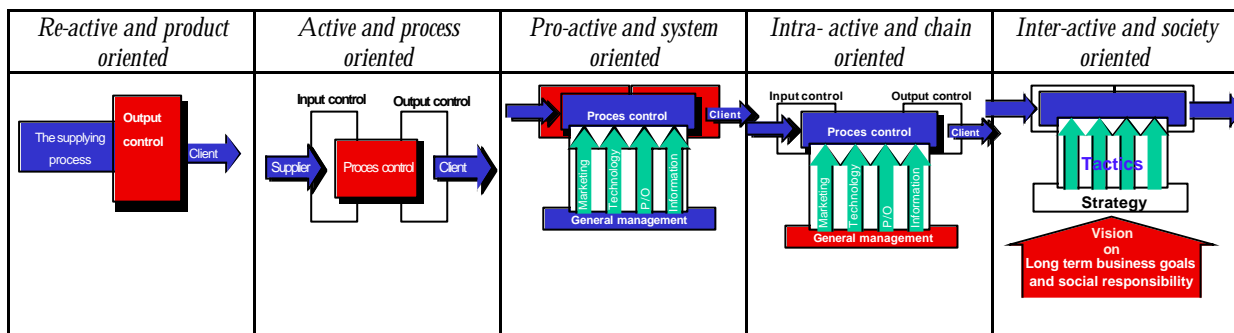 Re-active and product
oriented
Active and process
oriented
Pro-active and system
oriented
Intra- active and chain
oriented
Inter-active and society
oriented
The supplying
process
Output
control
Client
Input control
Output control
Supplier
Proces control
Client
Proces control
Client
Marketing
Technology
P/O
Information
General management
Input control
Output control
Proces control
Client
Marketing
Technology
P/O
Information
General management
Tactics
Strategy
Vision
on
Long term business goals
and social responsibility